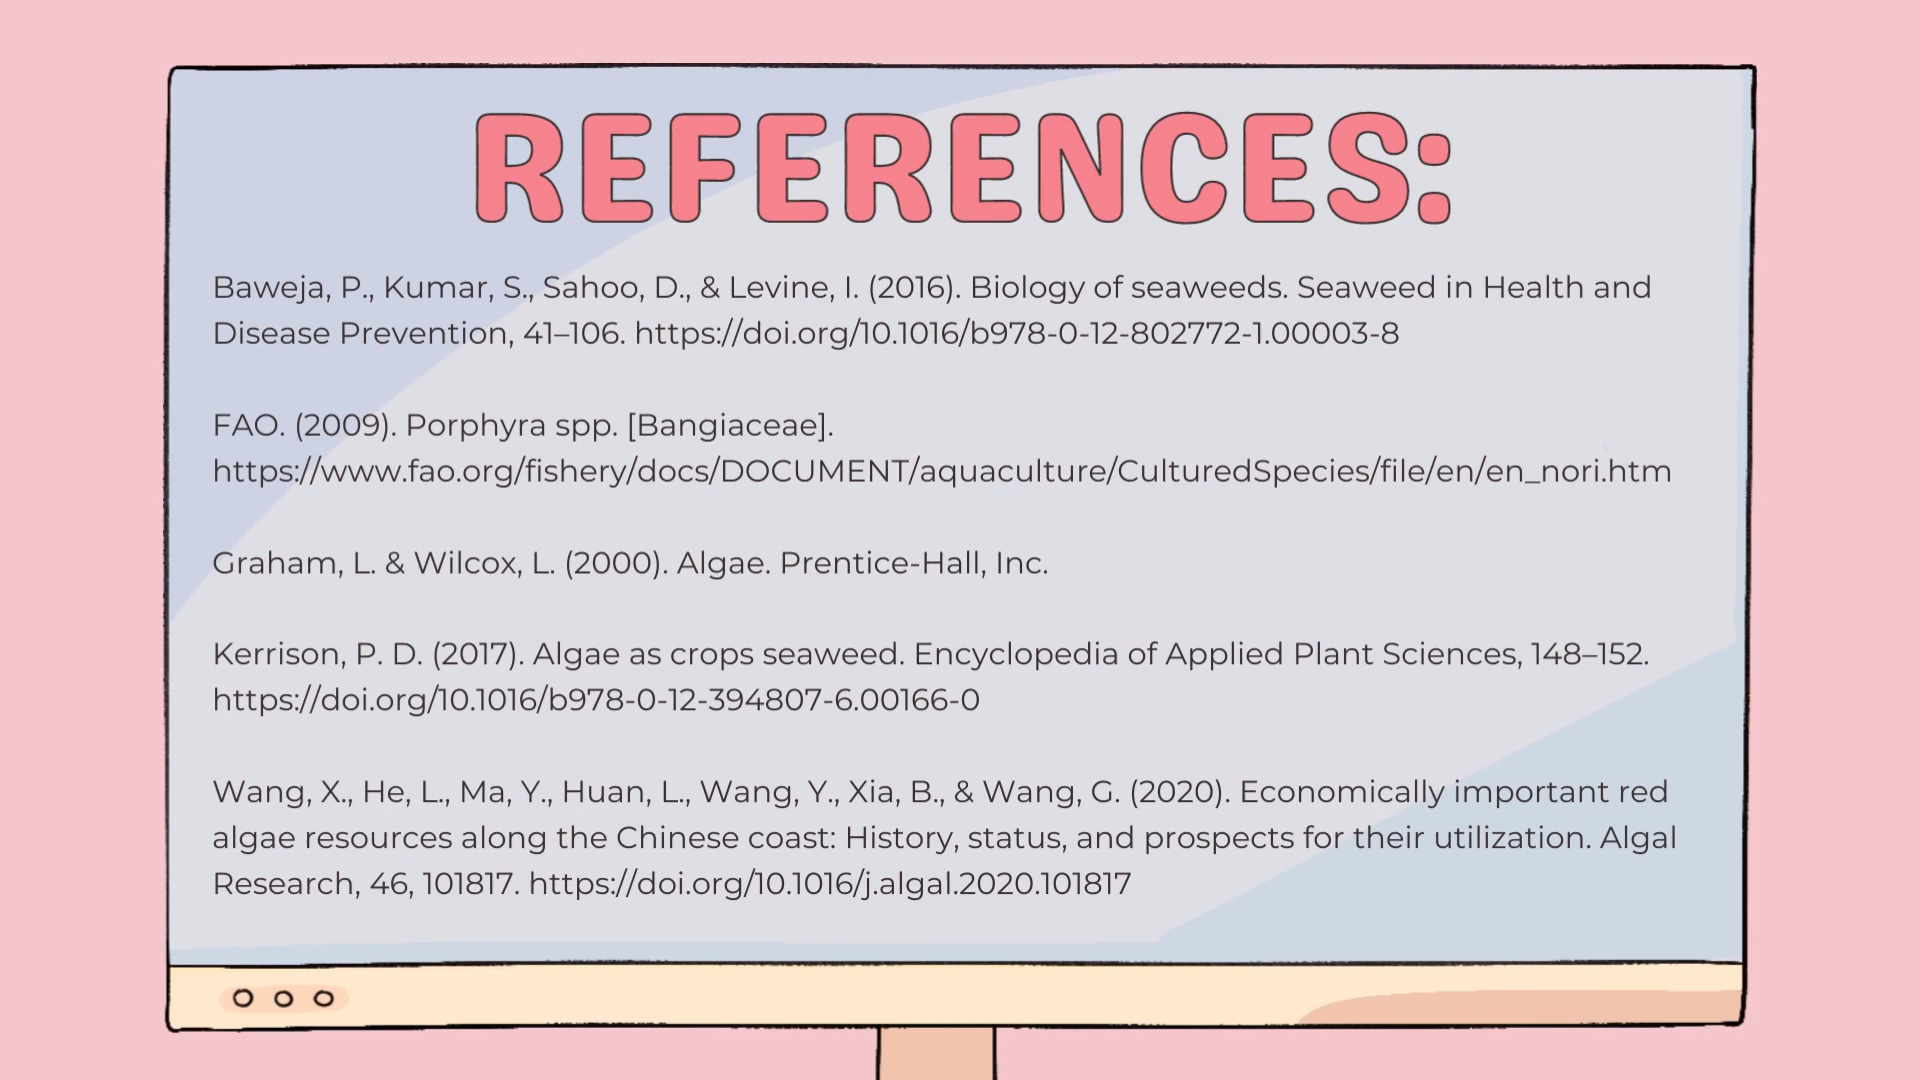 REFERENCES:
Baweja, P., Kumar, S., Sahoo, D., & Levine, I. (2016). Biology of seaweeds. Seaweed in Health and
Disease Prevention, 41–106. https://doi.org/10.1016/b978-0-12-802772-1.00003-8
FAO. (2009). Porphyra spp. [Bangiaceae].
https://www.fao.org/fishery/docs/DOCUMENT/aquaculture/CulturedSpecies/file/en/en_nori.htm
Graham, L. & Wilcox, L. (2000). Algae. Prentice-Hall, Inc.
Kerrison, P. D. (2017). Algae as crops seaweed. Encyclopedia of Applied Plant Sciences, 148–152.
https://doi.org/10.1016/b978-0-12-394807-6.00166-0
Wang, X., He, L., Ma, Y., Huan, L., Wang, Y., Xia, B., & Wang, G. (2020). Economically important red
algae resources along the Chinese coast: History, status, and prospects for their utilization. Algal
Research, 46, 101817. https://doi.org/10.1016/j.algal.2020.101817